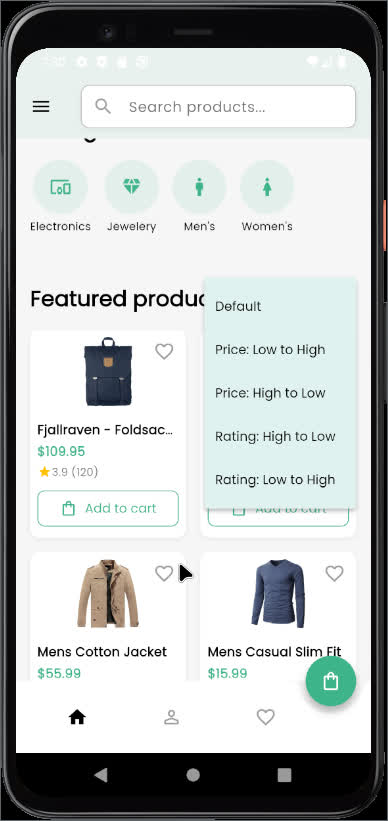 Search products...
Electronics
Jewelery
Men's
Women's
Featured produc
Default
Price: Low to High
Price: High to Low
Rating: High to Low
Rating: Low to High
Fjallraven - Foldsac...
$109.95
3.9 (120)
Add to cart
Add to cart
Mens Cotton Jacket
$55.99
Mens Casual Slim Fit
$15.99